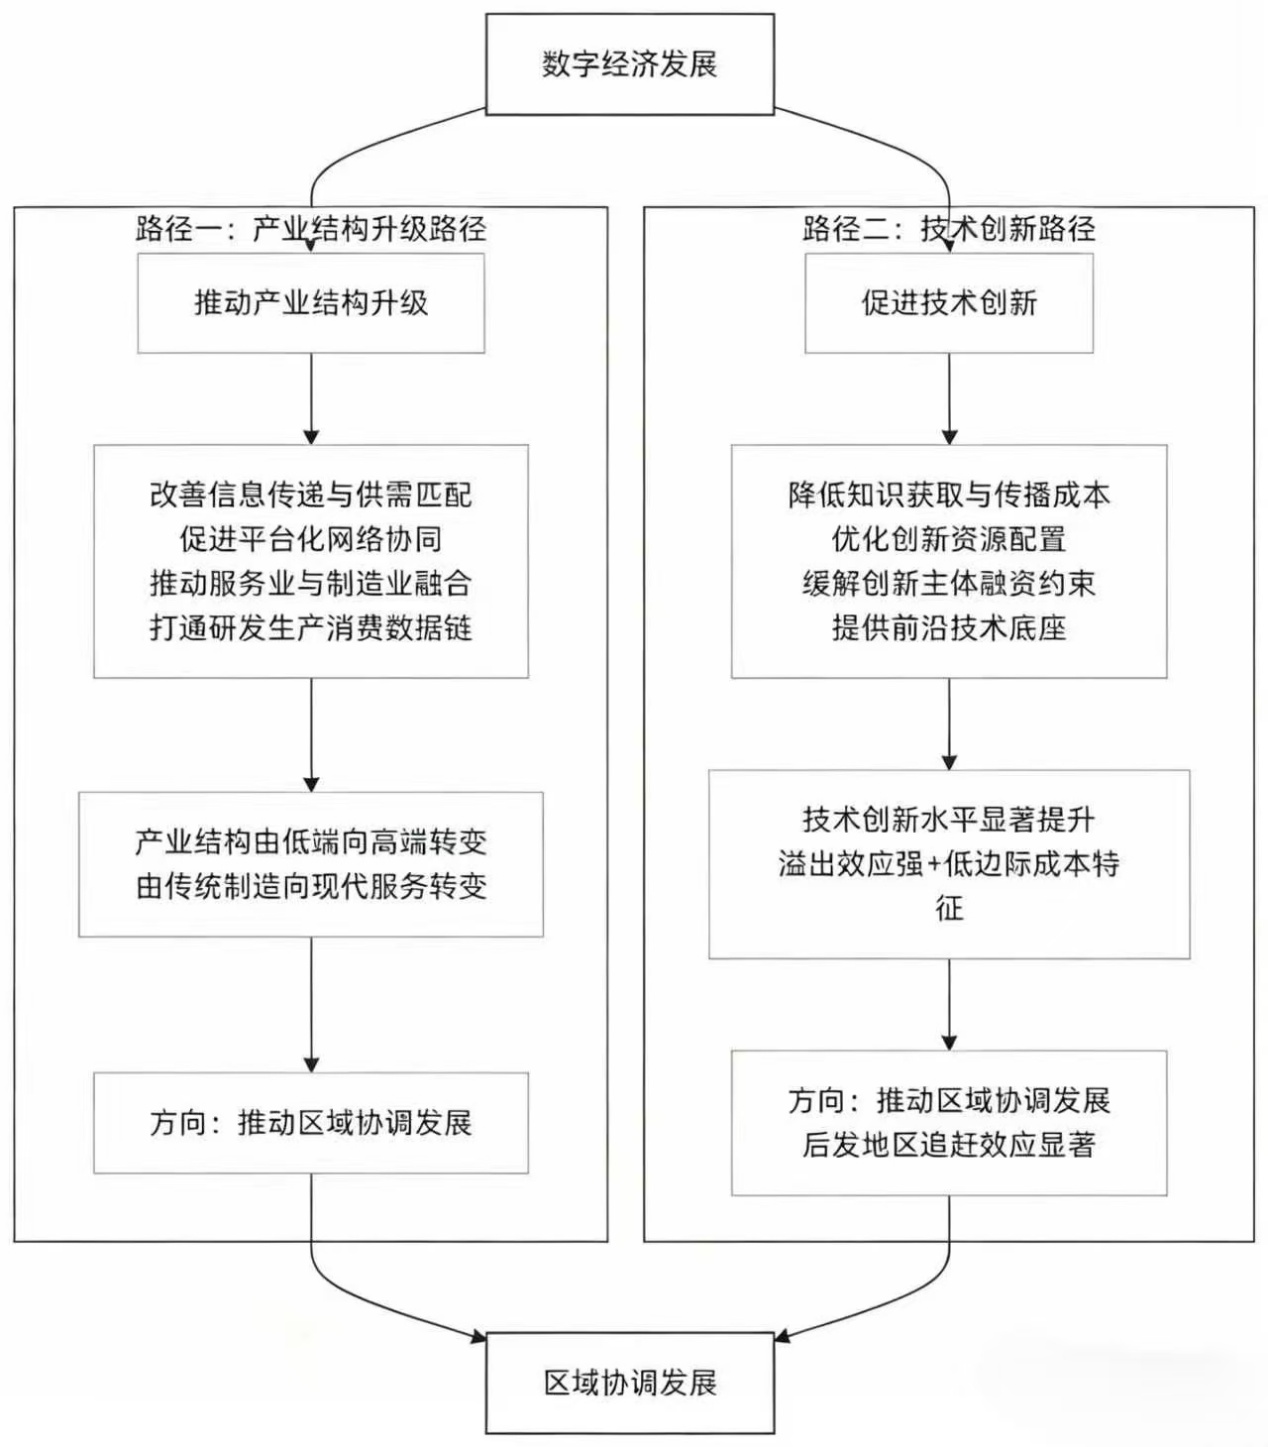 数字经济发展
路径一：产业结构升级路径
推动产业结构升级
改善信息传递与供需匹配
促进平台化网络协同
推动服务业与制造业融合
打通研发生产消费数据链
产业结构由低端向高端转变
由传统制造向现代服务转变
方向：推动区域协调发展
路径二：技术创新路径
促进技术创新
降低知识获取与传播成本
优化创新资源配置
缓解创新主体融资约束
提供前沿技术底座
技术创新水平显著提升
溢出效应强+低边际成本特
征
方向：推动区域协调发展
后发地区追赶效应显著
区域协调发展